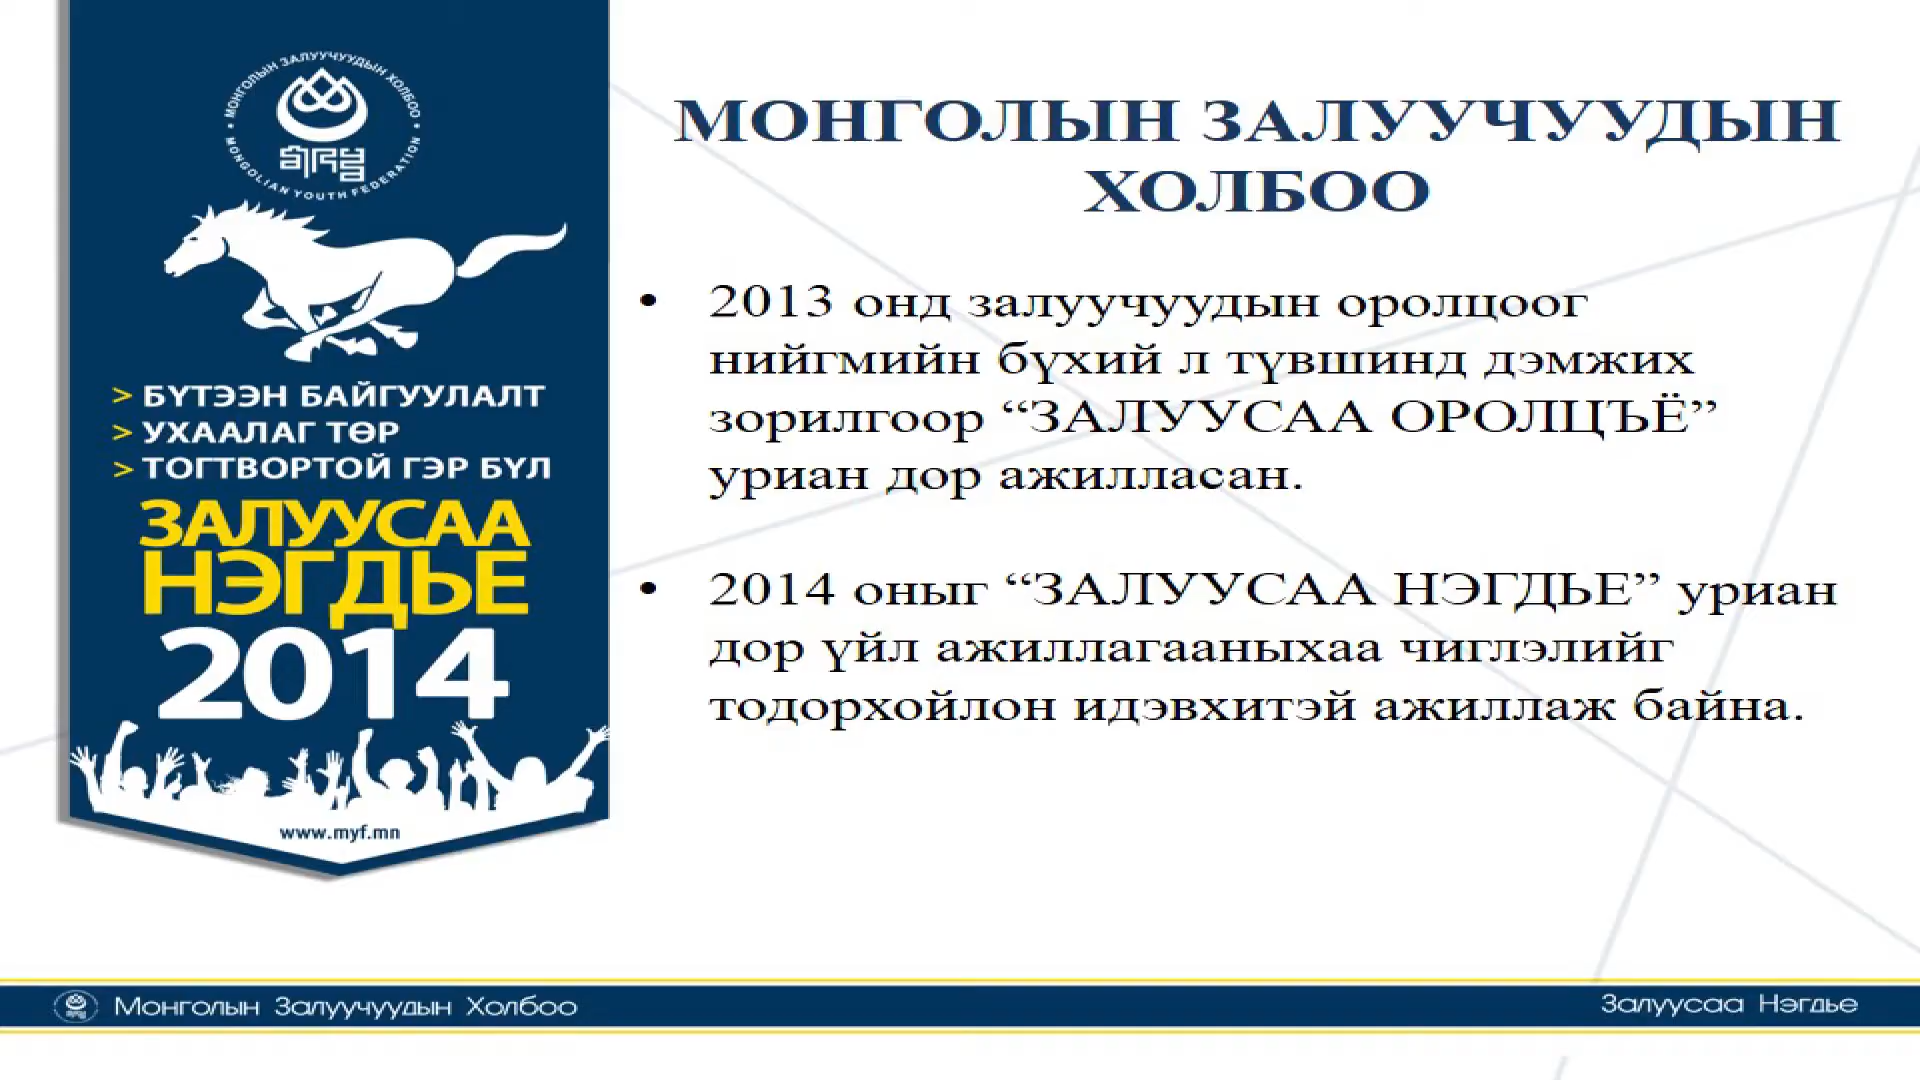 МОНГОЛЫН ЗАЛУУЧУУДЫН ХОЛБОО
MONGOLIAN YOUTH FEDERATION
> БҮТЭЭН БАЙГУУЛАЛТ
> УХААЛАГ ТӨР
> ТОГТВОРТОЙ ГЭР БҮЛ
ЗАЛУУСАА
НЭГДЬЕ
2014
www.myf.mn
МОНГОЛЫН ЗАЛУУЧУУДЫН
ХОЛБОО
• 2013 онд залуучуудын оролцоог
нийгмийн бүхий л түвшинд дэмжих
зорилгоор “ЗАЛУУСАА ОРОЛЦЪЁ”
уриан дор ажилласан.
• 2014 оныг “ЗАЛУУСАА НЭГДЬЕ” уриан
дор үйл ажиллагааныхаа чиглэлийг
тодорхойлон идэвхитэй ажиллаж байна.
Монголын Залуучуудын Холбоо
Залуусаа Нэгдье